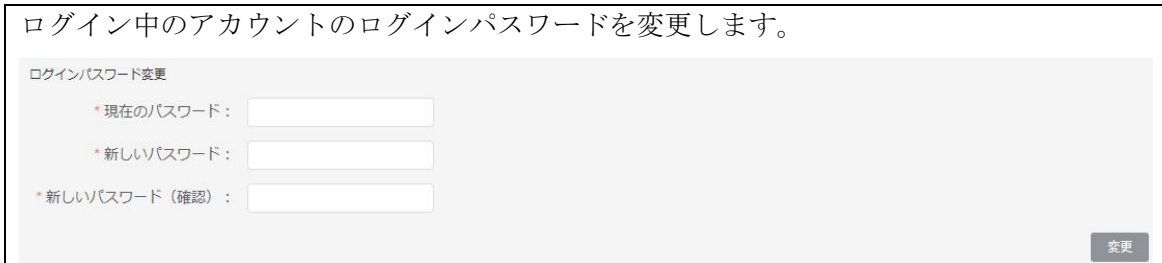 ログイン中のアカウントのログインパスワードを変更します。
ログインパスワード変更
* 現在のパスワード：
* 新しいパスワード：
* 新しいパスワード（確認）：
変更